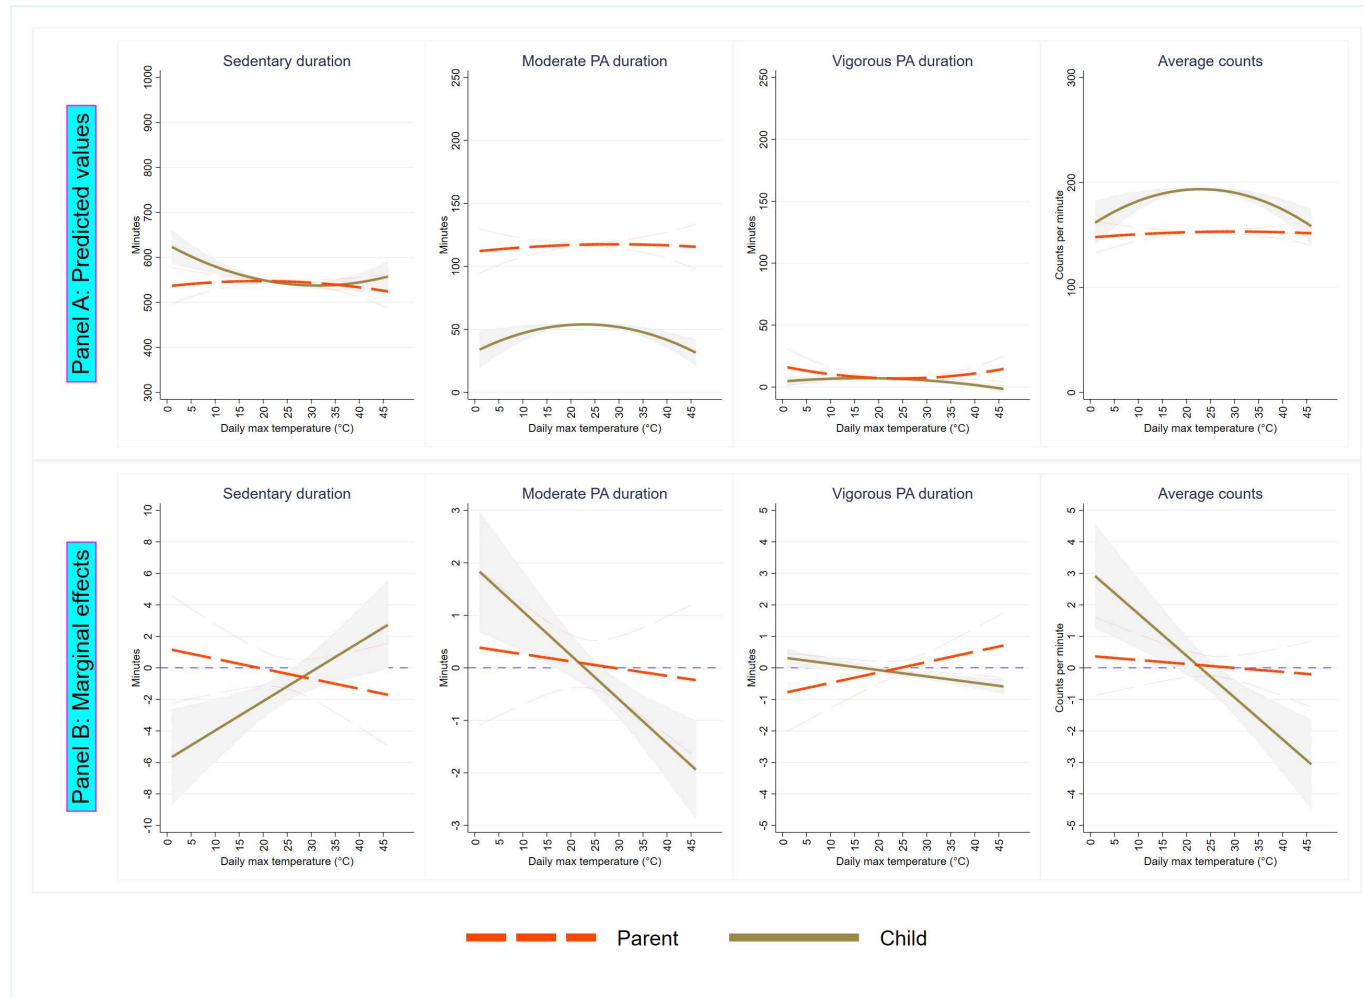 Panel A: Predicted values
Sedentary duration
Minutes
1000
900
800
700
600
500
400
300
0 5 10 15 20 25 30 35 40 45
Daily max temperature (°C)
Moderate PA duration
Minutes
250
200
150
100
50
0
0 5 10 15 20 25 30 35 40 45
Daily max temperature (°C)
Vigorous PA duration
Minutes
250
200
150
100
50
0
0 5 10 15 20 25 30 35 40 45
Daily max temperature (°C)
Average counts
Counts per minute
300
200
100
0
0 5 10 15 20 25 30 35 40 45
Daily max temperature (°C)
Panel B: Marginal effects
Sedentary duration
Minutes
10
8
6
4
2
0
-2
-4
-6
-8
-10
0 5 10 15 20 25 30 35 40 45
Daily max temperature (°C)
Moderate PA duration
Minutes
3
2
1
0
-1
-2
-3
0 5 10 15 20 25 30 35 40 45
Daily max temperature (°C)
Vigorous PA duration
Minutes
5
4
3
2
1
0
-1
-2
-3
-4
-5
0 5 10 15 20 25 30 35 40 45
Daily max temperature (°C)
Average counts
Counts per minute
5
4
3
2
1
0
-1
-2
-3
-4
-5
0 5 10 15 20 25 30 35 40 45
Daily max temperature (°C)
Parent Child